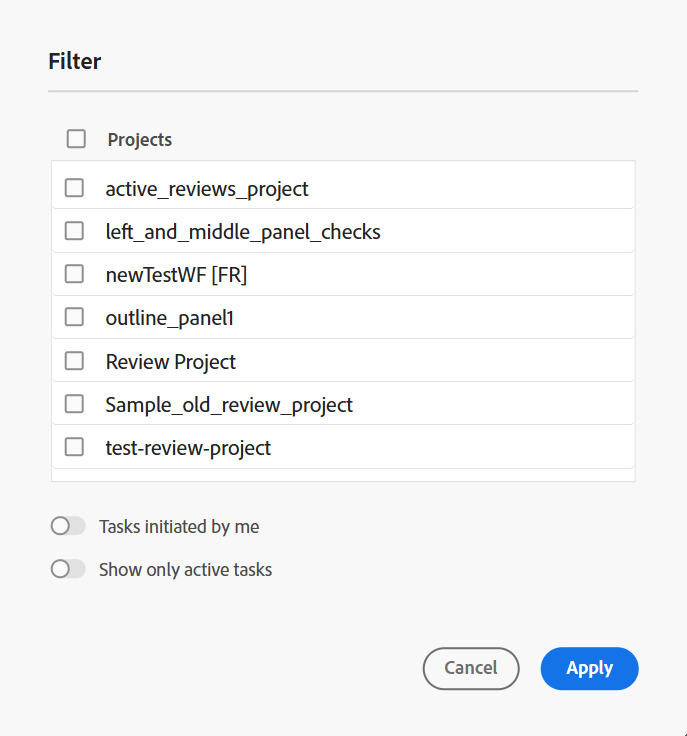 Filter
Projects
active_reviews_project
left_and_middle_panel_checks
newTestWF [FR]
outline_panel1
Review Project
Sample_old_review_project
test-review-project
Tasks initiated by me
Show only active tasks
Cancel
Apply